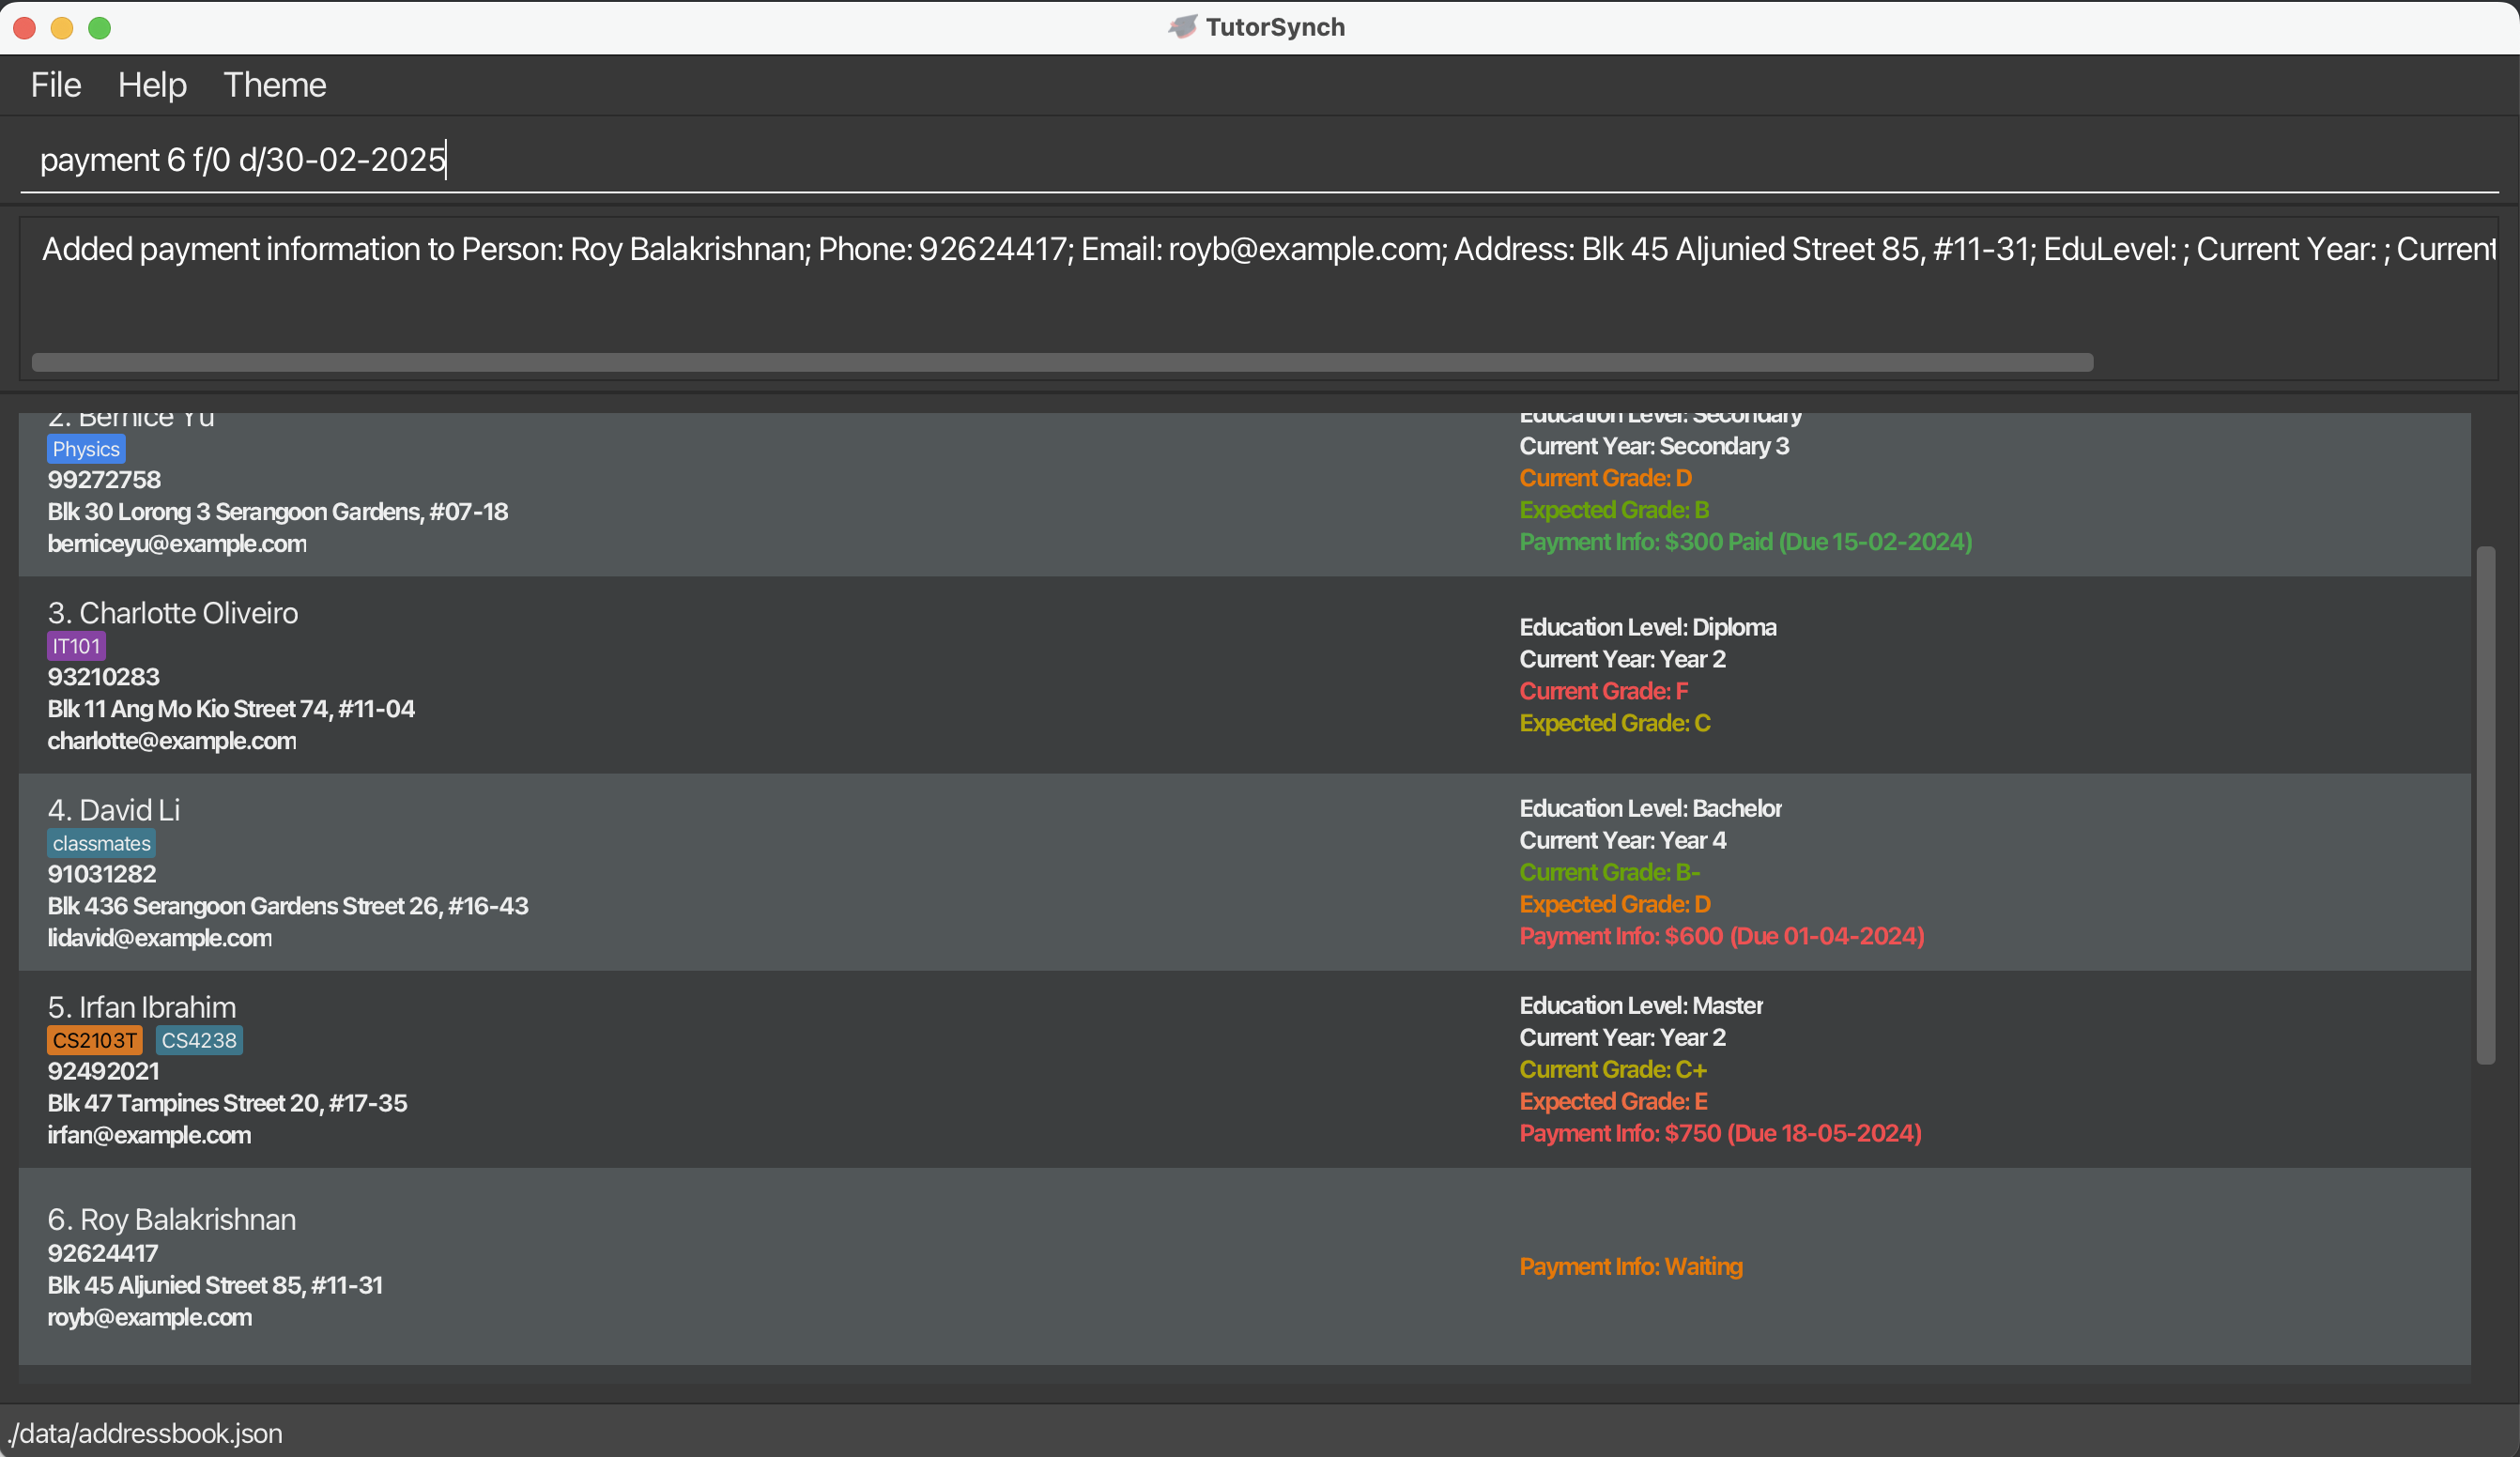 TutorSynch
File Help Theme
payment 6 f/0 d/30-02-2025
Added payment information to Person: Roy Balakrishnan; Phone: 92624417; Email: royb@example.com; Address: Blk 45 Aljunied Street 85, #11-31; EduLevel: ; Current Year: ; Current
2. Bernice Yu
Physics
99272758
Blk 30 Lorong 3 Serangoon Gardens, #07-18
berniceyu@example.com
Education Level: Secondary
Current Year: Secondary 3
Current Grade: D
Expected Grade: B
Payment Info: $300 Paid (Due 15-02-2024)
3. Charlotte Oliveiro
IT101
93210283
Blk 11 Ang Mo Kio Street 74, #11-04
charlotte@example.com
Education Level: Diploma
Current Year: Year 2
Current Grade: F
Expected Grade: C
4. David Li
classmates
91031282
Blk 436 Serangoon Gardens Street 26, #16-43
lidavid@example.com
Education Level: Bachelor
Current Year: Year 4
Current Grade: B-
Expected Grade: D
Payment Info: $600 (Due 01-04-2024)
5. Irfan Ibrahim
CS2103T CS4238
92492021
Blk 47 Tampines Street 20, #17-35
irfan@example.com
Education Level: Master
Current Year: Year 2
Current Grade: C+
Expected Grade: E
Payment Info: $750 (Due 18-05-2024)
6. Roy Balakrishnan
92624417
Blk 45 Aljunied Street 85, #11-31
royb@example.com
Payment Info: Waiting
./data/addressbook.json